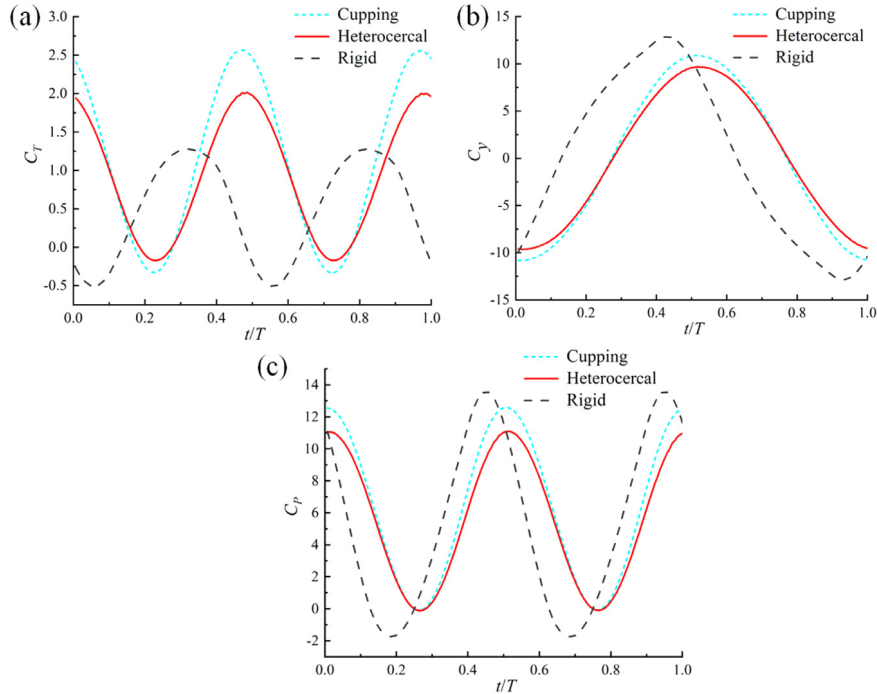 (a)
Cupping
Heterocercal
Rigid
3.0
2.5
2.0
1.5
1.0
0.5
0.0
-0.5
C_T
0.0 0.2 0.4 0.6 0.8 1.0
t/T
(b)
Cupping
Heterocercal
Rigid
15
10
5
0
-5
-10
-15
C_y
0.0 0.2 0.4 0.6 0.8 1.0
t/T
(c)
Cupping
Heterocercal
Rigid
14
12
10
8
6
4
2
0
-2
C_P
0.0 0.2 0.4 0.6 0.8 1.0
t/T